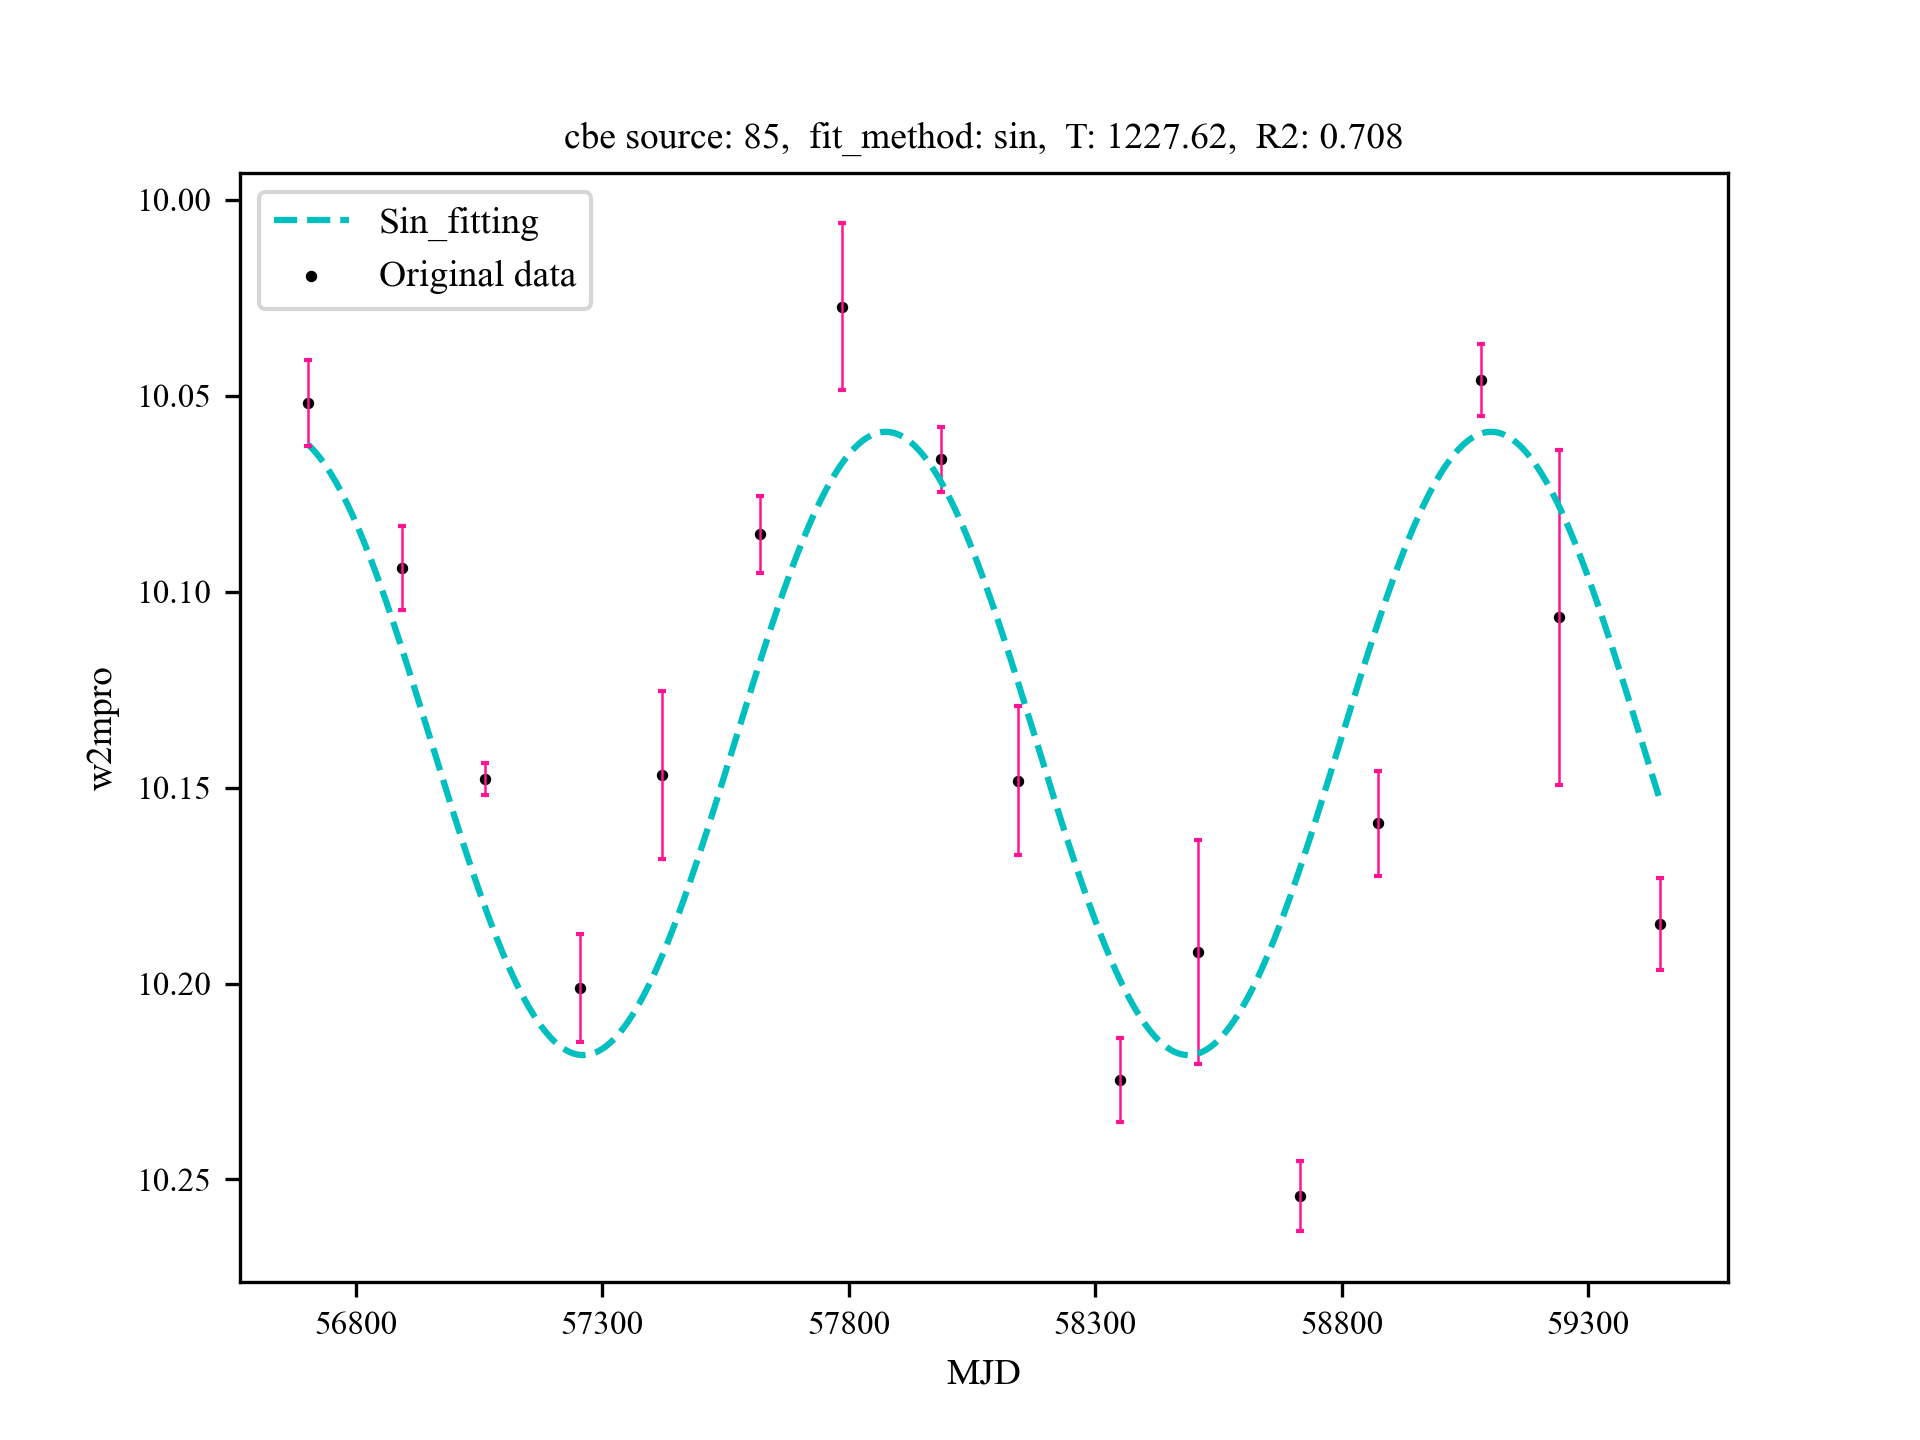 cbe source: 85,  fit_method: sin,  T: 1227.62,  R2: 0.708
Sin_fitting
Original data
10.00
10.05
10.10
10.15
10.20
10.25
w2mpro
56800 57300 57800 58300 58800 59300
MJD